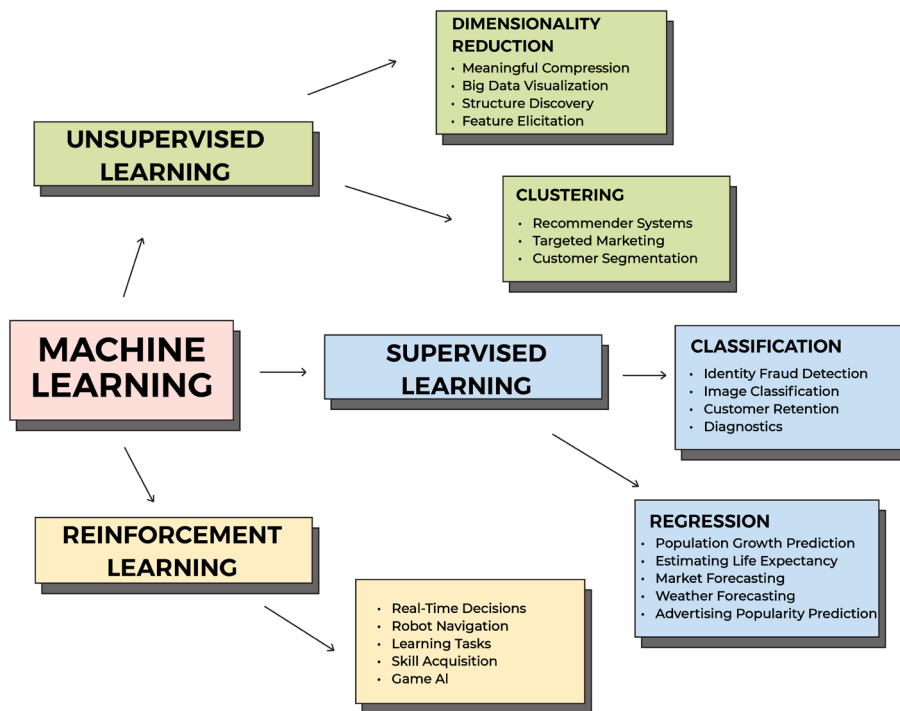 DIMENSIONALITY
REDUCTION
• Meaningful Compression
• Big Data Visualization
• Structure Discovery
• Feature Elicitation
UNSUPERVISED
LEARNING
CLUSTERING
• Recommender Systems
• Targeted Marketing
• Customer Segmentation
MACHINE
LEARNING
SUPERVISED
LEARNING
CLASSIFICATION
• Identity Fraud Detection
• Image Classification
• Customer Retention
• Diagnostics
REGRESSION
• Population Growth Prediction
• Estimating Life Expectancy
• Market Forecasting
• Weather Forecasting
• Advertising Popularity Prediction
REINFORCEMENT
LEARNING
• Real-Time Decisions
• Robot Navigation
• Learning Tasks
• Skill Acquisition
• Game AI